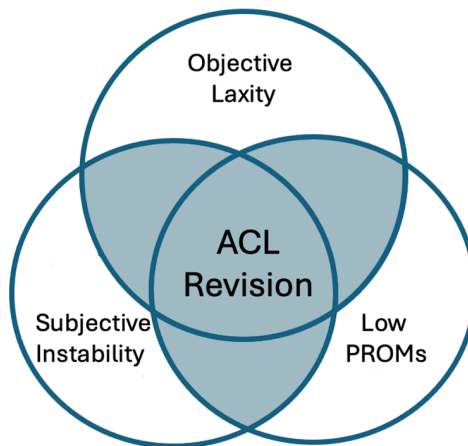 Objective
Laxity
ACL
Revision
Subjective
Instability
Low
PROMs